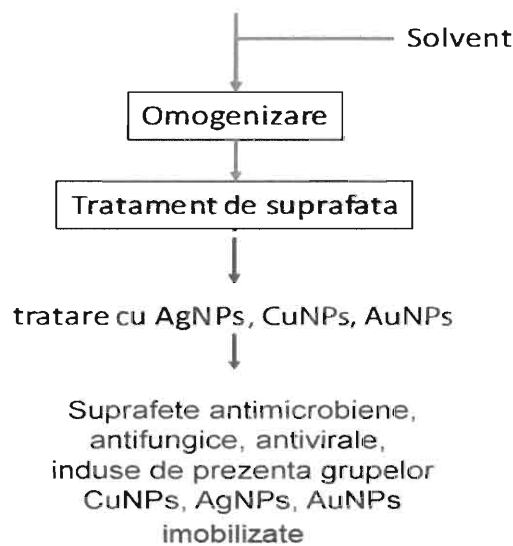 Solvent
Omogenizare
Tratament de suprafata
tratare cu AgNPs, CuNPs, AuNPs
Suprafete antimicrobiene,
antifungice, antivirale,
induse de prezenta grupelor
CuNPs, AgNPs, AuNPs
imobilizate